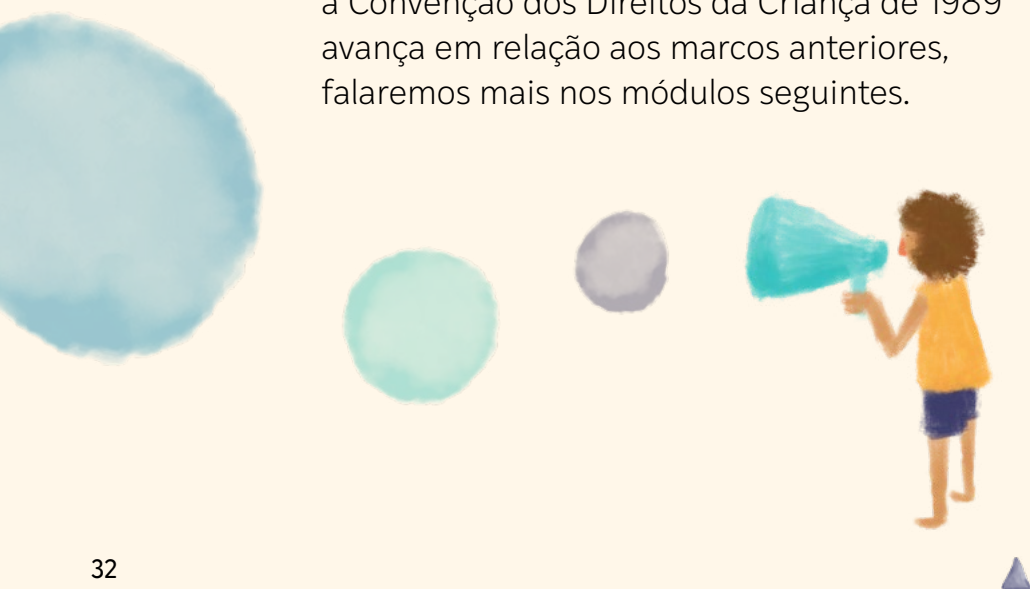 a Convenção dos Direitos da Criança de 1989
avança em relação aos marcos anteriores,
falaremos mais nos módulos seguintes.
32